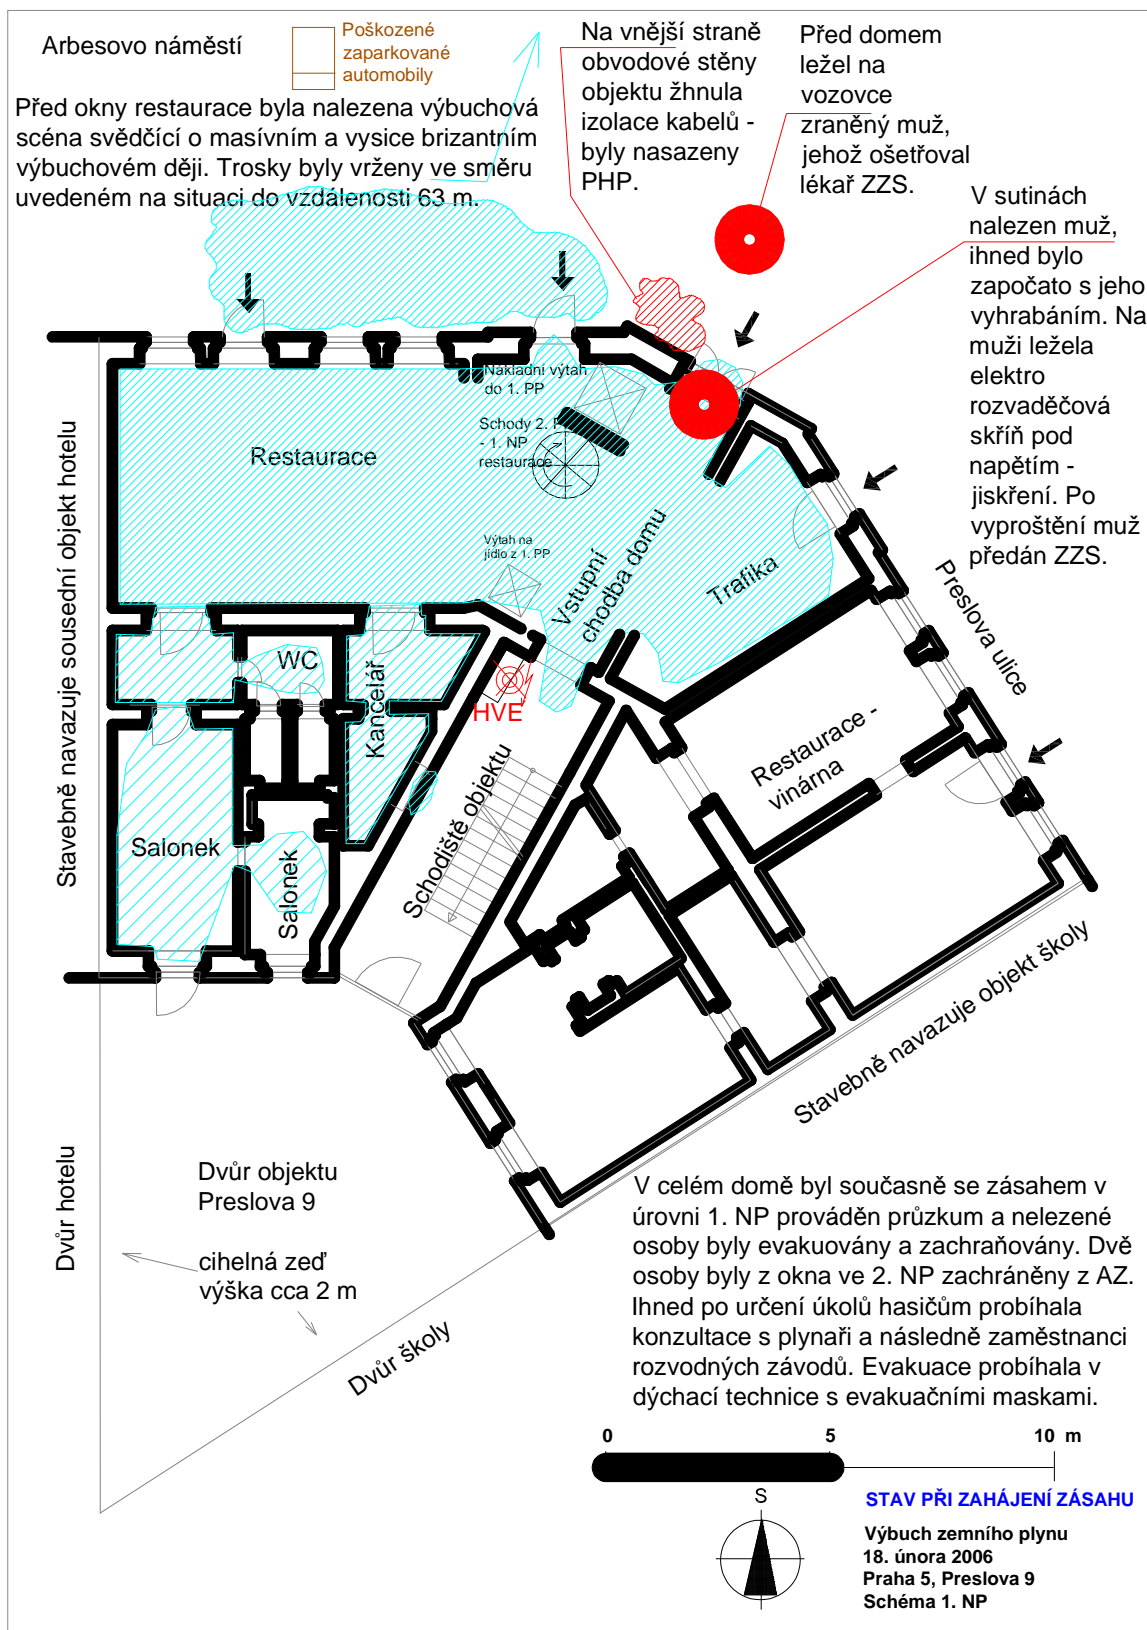 Arbesovo náměstí
Poškozené
zaparkované
automobily
Před okny restaurace byla nalezena výbuchová
scéna svědčící o masívním a vysice brizantním
výbuchovém ději. Trosky byly vrženy ve směru
uvedeném na situaci do vzdálenosti 63 m.
Na vnější straně
obvodové stěny
objektu žhnula
izolace kabelů -
byly nasazeny
PHP.
Před domem
ležel na
vozovce
zraněný muž,
jehož ošetřoval
lékař ZZS.
V sutinách
nalezen muž,
ihned bylo
započato s jeho
vyhrabáním. Na
muži ležela
elektro
rozvaděčová
skříň pod
napětím -
jiskření. Po
vyproštění muž
předán ZZS.
Nákladní výtah
do 1. PP
Schody 2. P
- 1. NP
restaurace
Restaurace
Výtah na
jídlo z 1. PP
Vstupní
chodba domu
Trafika
Preslova ulice
Stavebně navazuje sousední objekt hotelu
WC
Kancelář
HVE
Restaurace -
vinárna
Schodiště objektu
Salonek
Salonek
Stavebně navazuje objekt školy
Dvůr hotelu
Dvůr objektu
Preslova 9
cihelná zeď
výška cca 2 m
Dvůr školy
V celém domě byl současně se zásahem v
úrovni 1. NP prováděn průzkum a nelezené
osoby byly evakuovány a zachraňovány. Dvě
osoby byly z okna ve 2. NP zachráněny z AZ.
Ihned po určení úkolů hasičům probíhala
konzultace s plynaři a následně zaměstnanci
rozvodných závodů. Evakuace probíhala v
dýchací technice s evakuačními maskami.
0 5 10 m
S
STAV PŘI ZAHÁJENÍ ZÁSAHU
Výbuch zemního plynu
18. února 2006
Praha 5, Preslova 9
Schéma 1. NP